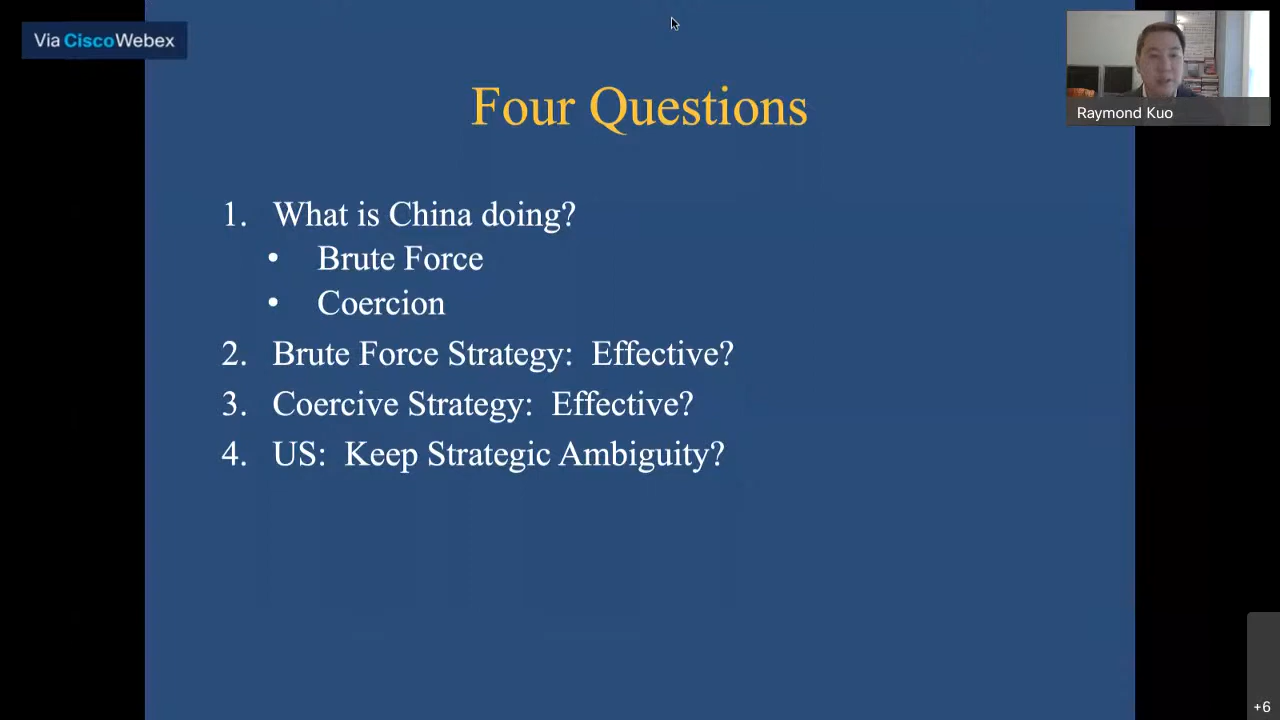 Via CiscoWebex
Raymond Kuo
Four Questions
1. What is China doing?
• Brute Force
• Coercion
2. Brute Force Strategy: Effective?
3. Coercive Strategy: Effective?
4. US: Keep Strategic Ambiguity?
+6